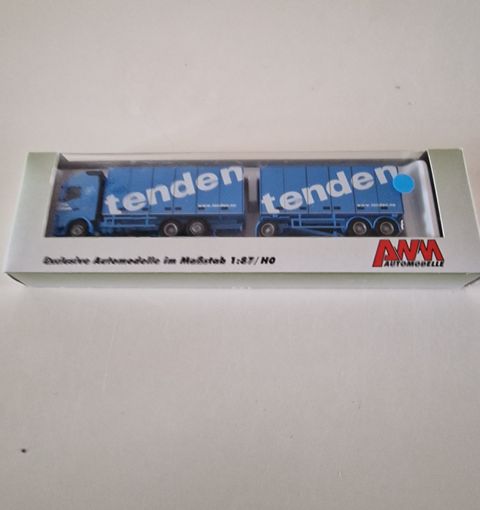 tenden
tenden
Exclusive Automodelle im Maßstab 1:87/H0
AWM
AUTOMODELLE